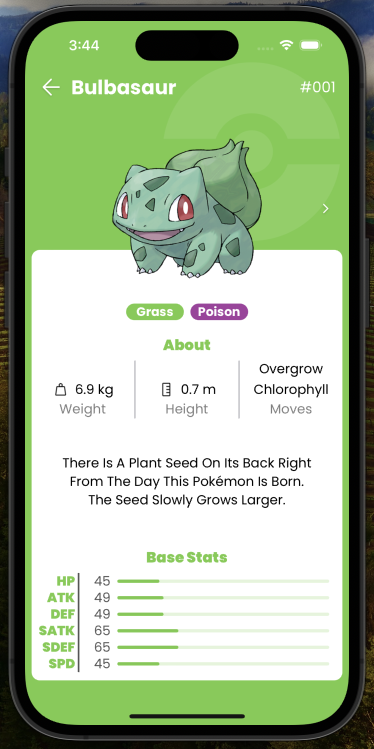 3:44
Bulbasaur #001
Grass Poison
About
6.9 kg 0.7 m Overgrow
Chlorophyll
Weight Height Moves
There Is A Plant Seed On Its Back Right
From The Day This Pokémon Is Born.
The Seed Slowly Grows Larger.
Base Stats
HP 45
ATK 49
DEF 49
SATK 65
SDEF 65
SPD 45